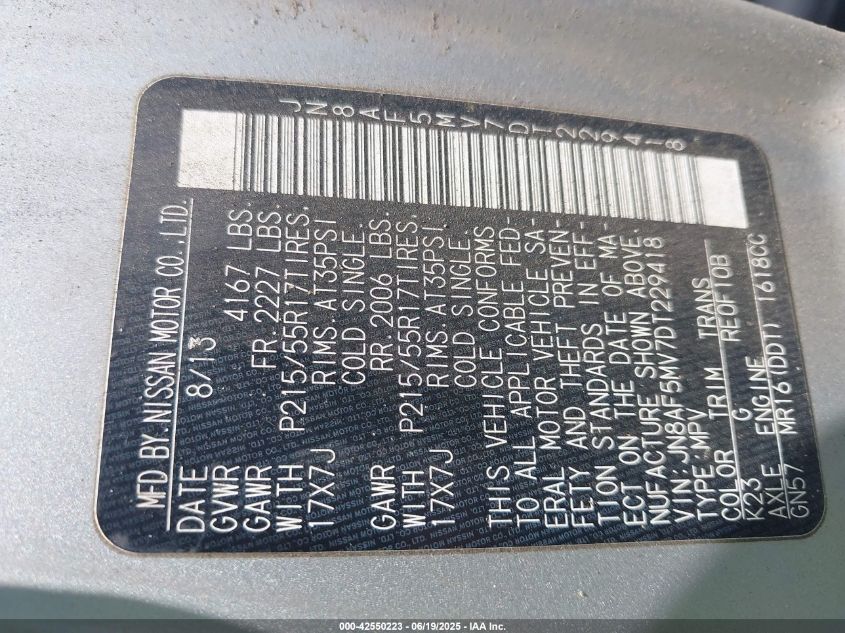 MFD BY:NISSAN MOTOR CO.,LTD.
DATE 8/13
GVWR 4167 LBS.
GAWR FR.2227 LBS.
WITH P215/55R17TIRES.
17X7J RIMS.AT35PSI
COLD SINGLE.
GAWR RR.2006 LBS.
WITH P215/55R17TIRES.
17X7J RIMS.AT35PSI
COLD SINGLE.
THIS VEHICLE CONFORMS
TO ALL APPLICABLE FED-
ERAL MOTOR VEHICLE SA-
FETY AND THEFT PREVEN-
TION STANDARDS IN EFF-
ECT ON THE DATE OF MA-
NUFACTURE SHOWN ABOVE.
VIN:JN8AF5MV7DT229418
TYPE:MPV
COLOR TRIM TRANS
K23 G RE0F10B
AXLE ENGINE
GN57 MR16(DDT) 1618CC
JN8AF5MV7DT229418
000-42550223 - 06/19/2025 - IAA Inc.